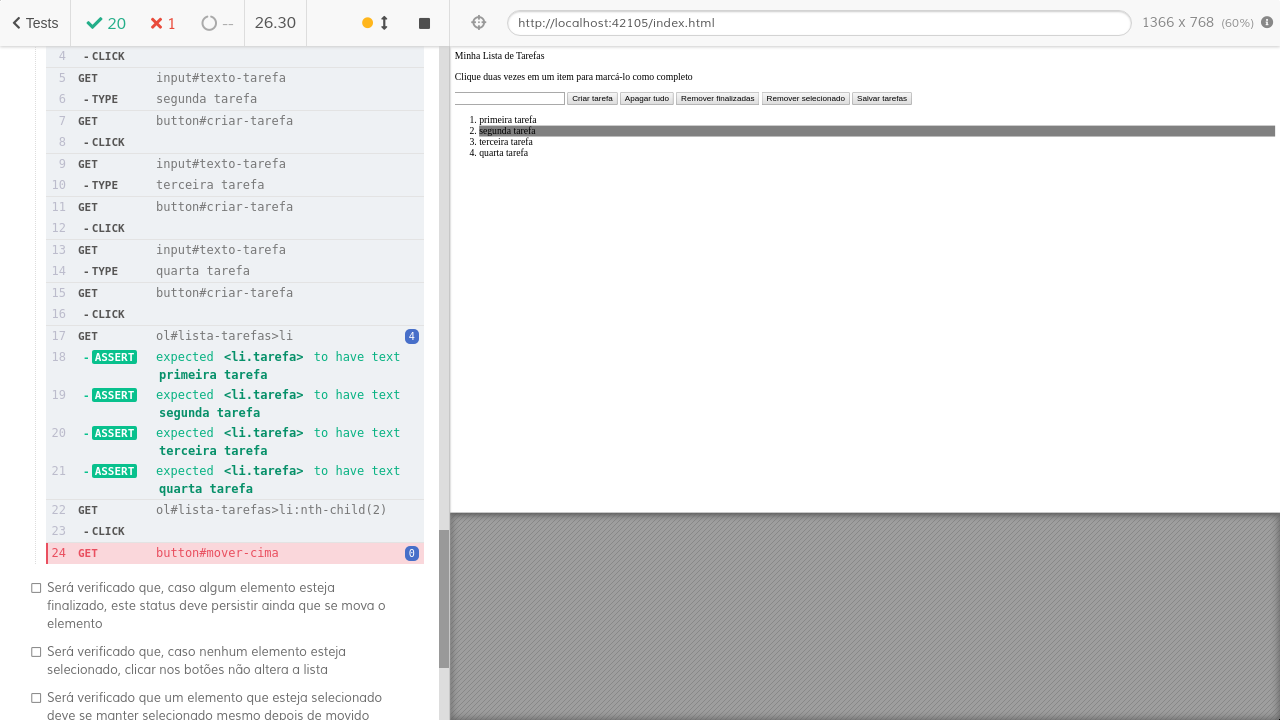 Tests 20 1 -- 26.30
http://localhost:42105/index.html 1366 x 768 (60%)
4 - CLICK
5 GET input#texto-tarefa
6 - TYPE segunda tarefa
7 GET button#criar-tarefa
8 - CLICK
9 GET input#texto-tarefa
10 - TYPE terceira tarefa
11 GET button#criar-tarefa
12 - CLICK
13 GET input#texto-tarefa
14 - TYPE quarta tarefa
15 GET button#criar-tarefa
16 - CLICK
17 GET ol#lista-tarefas>li 4
18 - ASSERT expected <li.tarefa> to have text
primeira tarefa
19 - ASSERT expected <li.tarefa> to have text
segunda tarefa
20 - ASSERT expected <li.tarefa> to have text
terceira tarefa
21 - ASSERT expected <li.tarefa> to have text
quarta tarefa
22 GET ol#lista-tarefas>li:nth-child(2)
23 - CLICK
24 GET button#mover-cima 0
Será verificado que, caso algum elemento esteja
finalizado, este status deve persistir ainda que se mova o
elemento
Será verificado que, caso nenhum elemento esteja
selecionado, clicar nos botões não altera a lista
Será verificado que um elemento que esteja selecionado
deve se manter selecionado mesmo depois de movido
Minha Lista de Tarefas
Clique duas vezes em um item para marcá-lo como completo
Criar tarefa Apagar tudo Remover finalizadas Remover selecionado Salvar tarefas
1. primeira tarefa
2. segunda tarefa
3. terceira tarefa
4. quarta tarefa